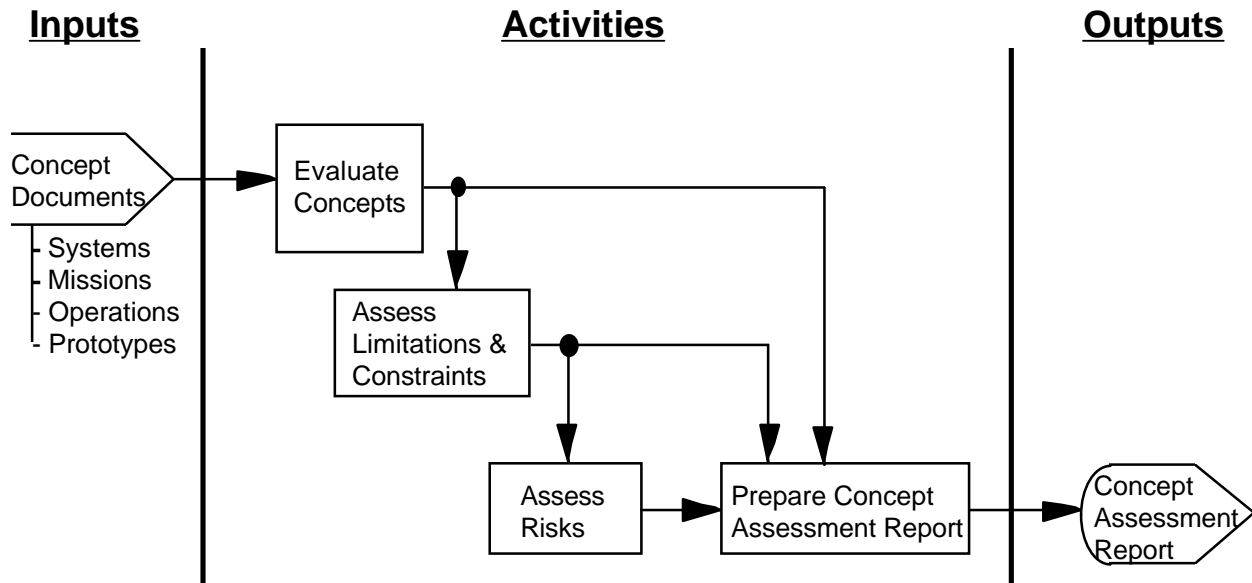 Inputs
Activities
Outputs
Concept
Documents
- Systems
- Missions
- Operations
- Prototypes
Evaluate
Concepts
Assess
Limitations &
Constraints
Assess
Risks
Prepare Concept
Assessment Report
Concept
Assessment
Report